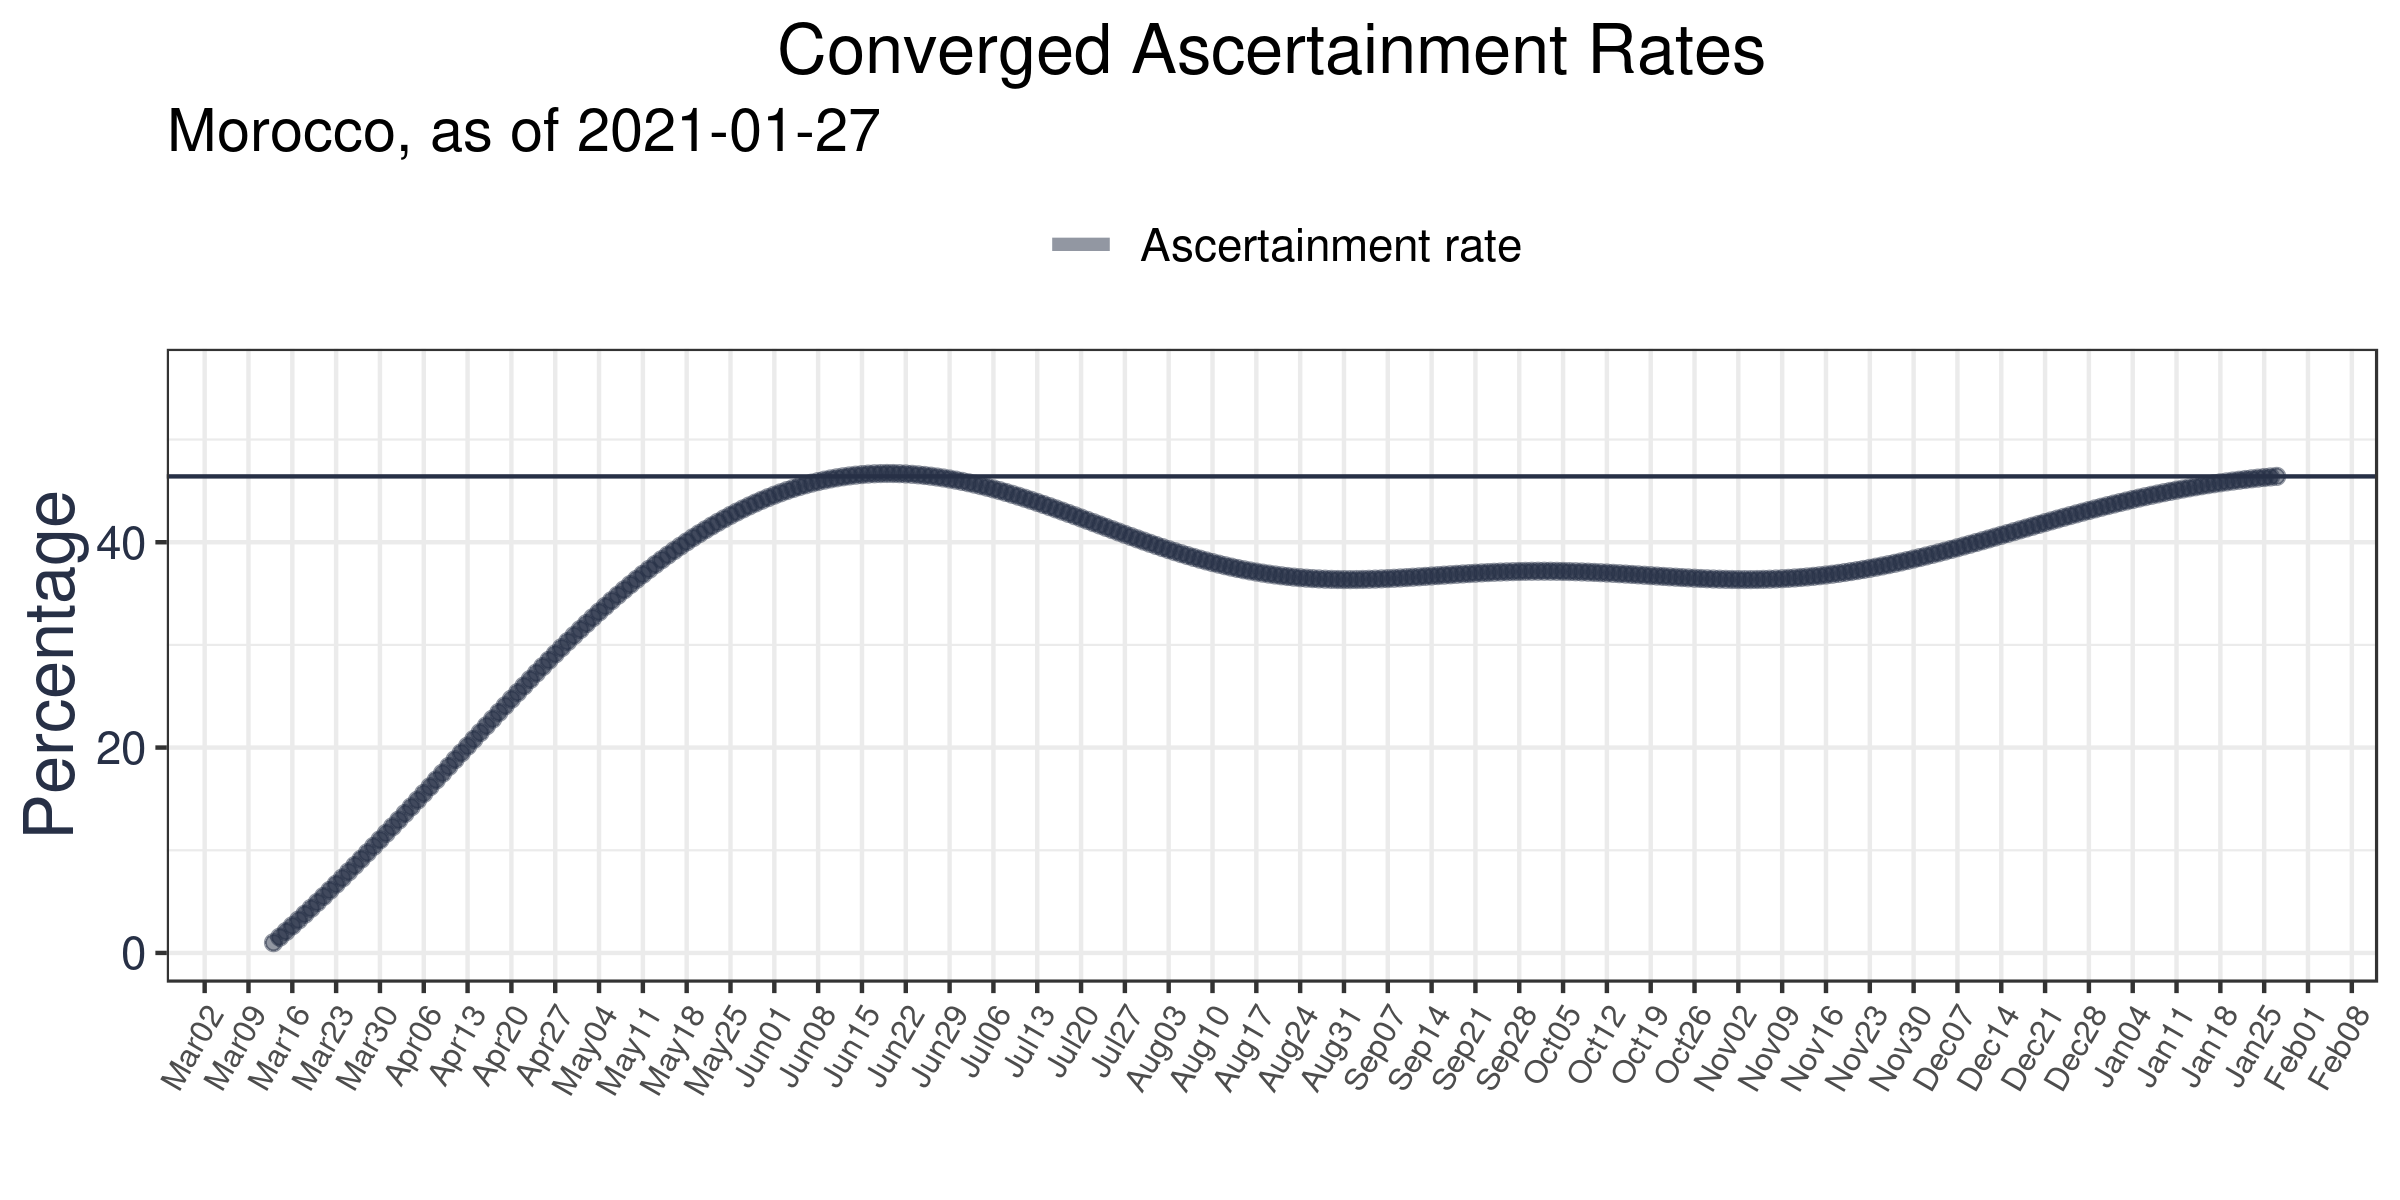 Converged Ascertainment Rates
Morocco, as of 2021-01-27
Ascertainment rate
Percentage
40
20
0
Mar02 Mar09 Mar16 Mar23 Mar30 Apr06 Apr13 Apr20 Apr27 May04 May11 May18 May25 Jun01 Jun08 Jun15 Jun22 Jun29 Jul06 Jul13 Jul20 Jul27 Aug03 Aug10 Aug17 Aug24 Aug31 Sep07 Sep14 Sep21 Sep28 Oct05 Oct12 Oct19 Oct26 Nov02 Nov09 Nov16 Nov23 Nov30 Dec07 Dec14 Dec21 Dec28 Jan04 Jan11 Jan18 Jan25 Feb01 Feb08